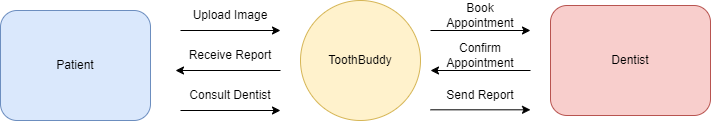 Upload Image
Book
Appointment
Patient
Receive Report
ToothBuddy
Confirm
Appointment
Dentist
Consult Dentist
Send Report